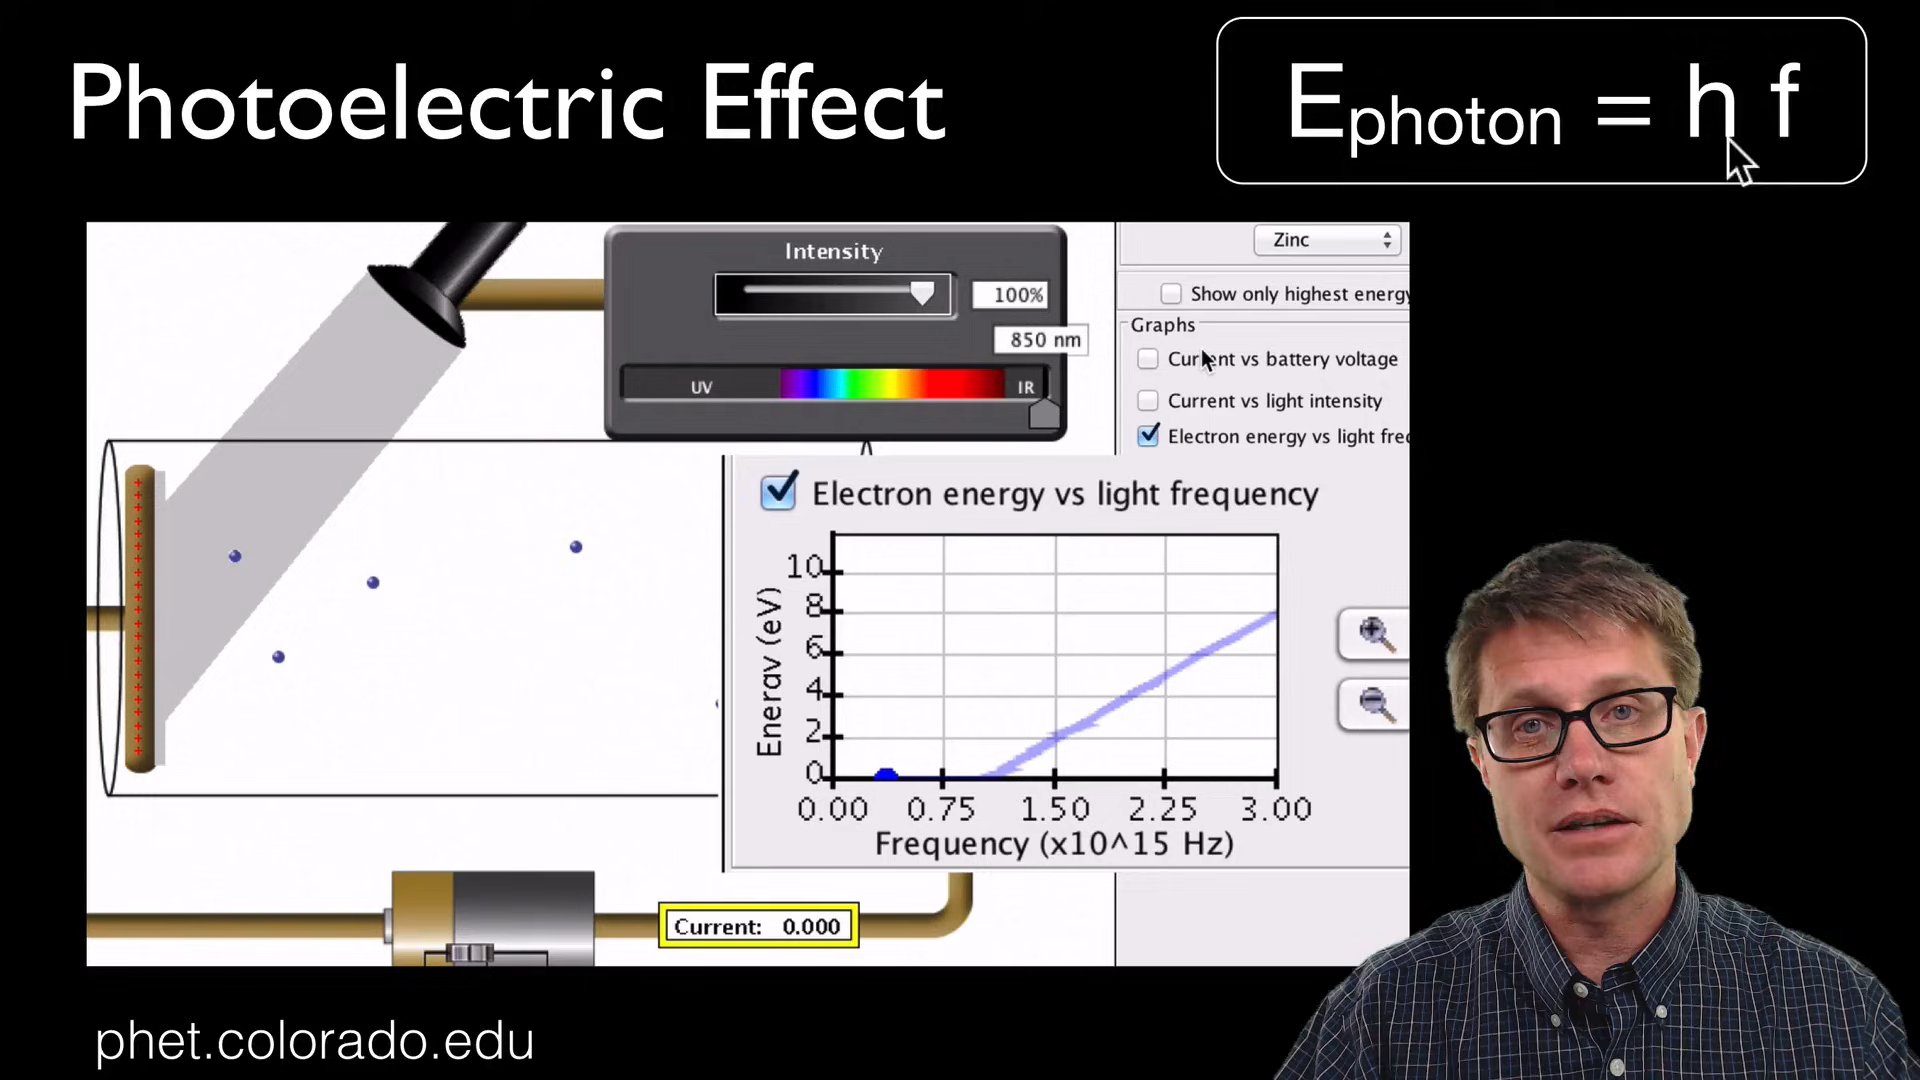 Photoelectric Effect
Ephoton = h f
Intensity
100%
850 nm
UV
IR
Zinc
Show only highest energy
Graphs
Current vs battery voltage
Current vs light intensity
Electron energy vs light fre
Electron energy vs light frequency
10
8
6
4
2
0
Energy (eV)
0.00 0.75 1.50 2.25 3.00
Frequency (x10^15 Hz)
Current: 0.000
phet.colorado.edu